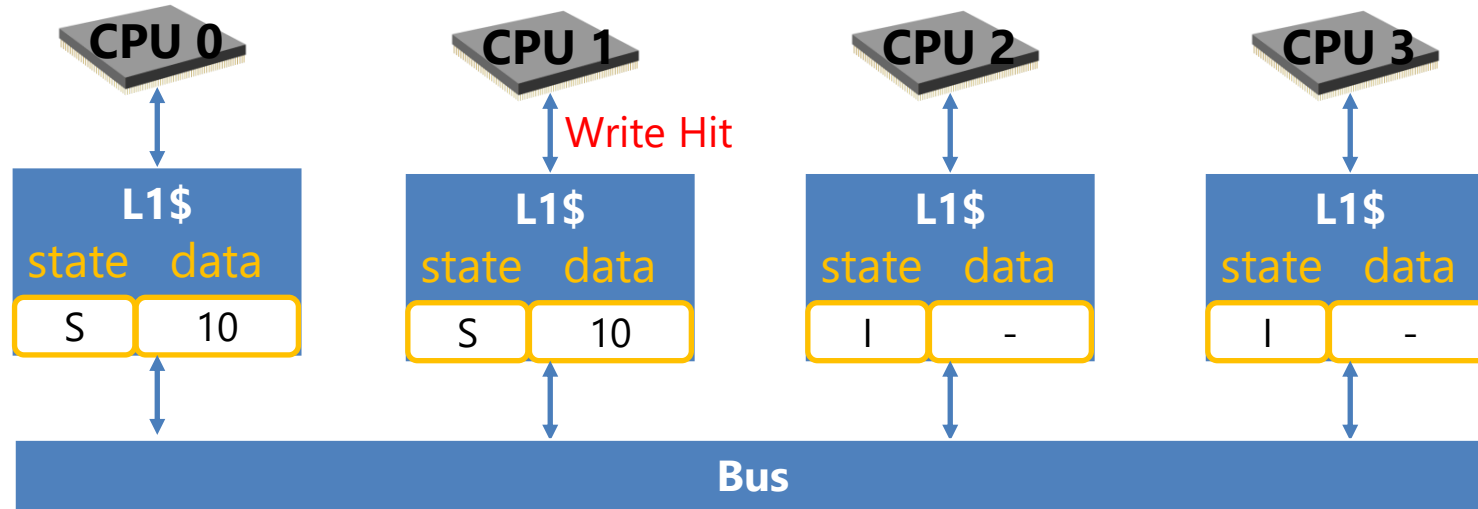 CPU 0 CPU 1 CPU 2 CPU 3
Write Hit
L1$ L1$ L1$ L1$
state data state data state data state data
S 10 S 10 I - I -
Bus